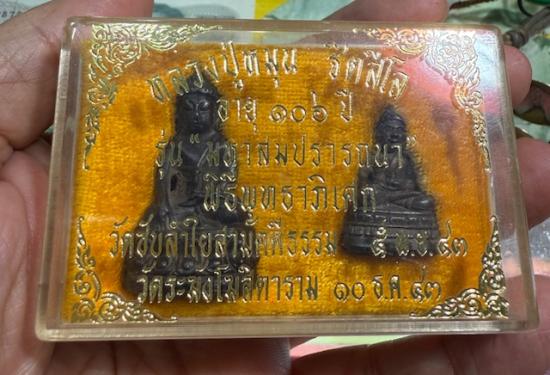 หลวงปู่หมุน ฐิตสีโล
อายุ ๑๐๖ ปี
รุ่น "มหาสมปรารถนา"
พิธีพุทธาภิเศก
วัดซับลำใยสามัคคีธรรม ๕ พ.ย. ๔๓
วัดระฆังโฆสิตาราม ๑๐ ธ.ค. ๔๓